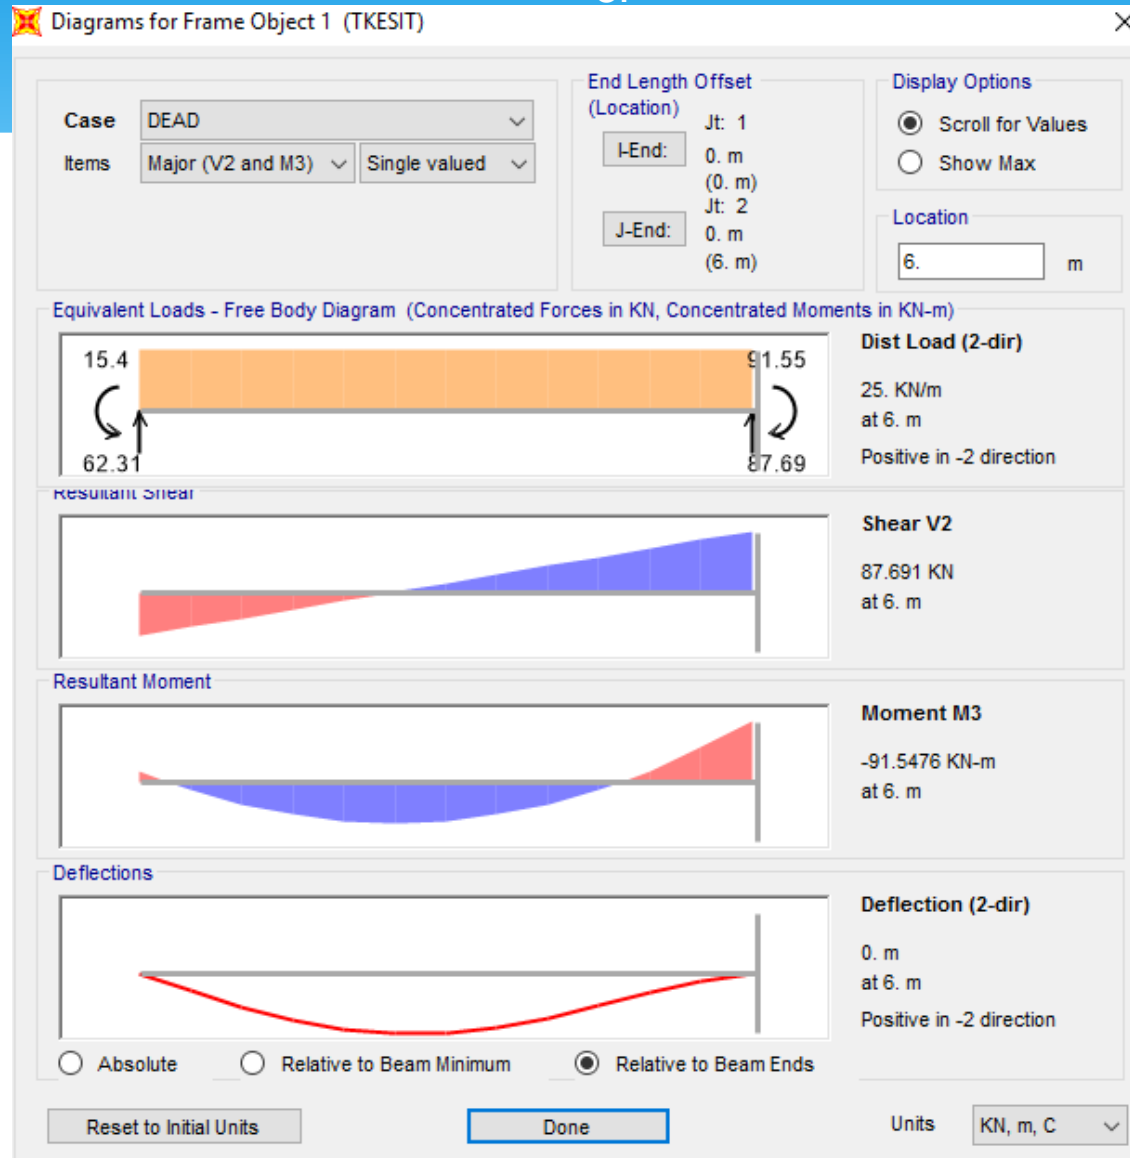 Diagrams for Frame Object 1 (TKESIT)
Case DEAD
Items Major (V2 and M3) Single valued
End Length Offset
(Location)
Jt: 1
I-End: 0. m
(0. m)
Jt: 2
J-End: 0. m
(6. m)
Display Options
Scroll for Values
Show Max
Location
6. m
Equivalent Loads - Free Body Diagram (Concentrated Forces in KN, Concentrated Moments in KN-m)
15.4 91.55
62.31 87.69
Dist Load (2-dir)
25. KN/m
at 6. m
Positive in -2 direction
Resultant Shear
Shear V2
87.691 KN
at 6. m
Resultant Moment
Moment M3
-91.5476 KN-m
at 6. m
Deflections
Deflection (2-dir)
0. m
at 6. m
Positive in -2 direction
Absolute Relative to Beam Minimum Relative to Beam Ends
Reset to Initial Units Done Units KN, m, C